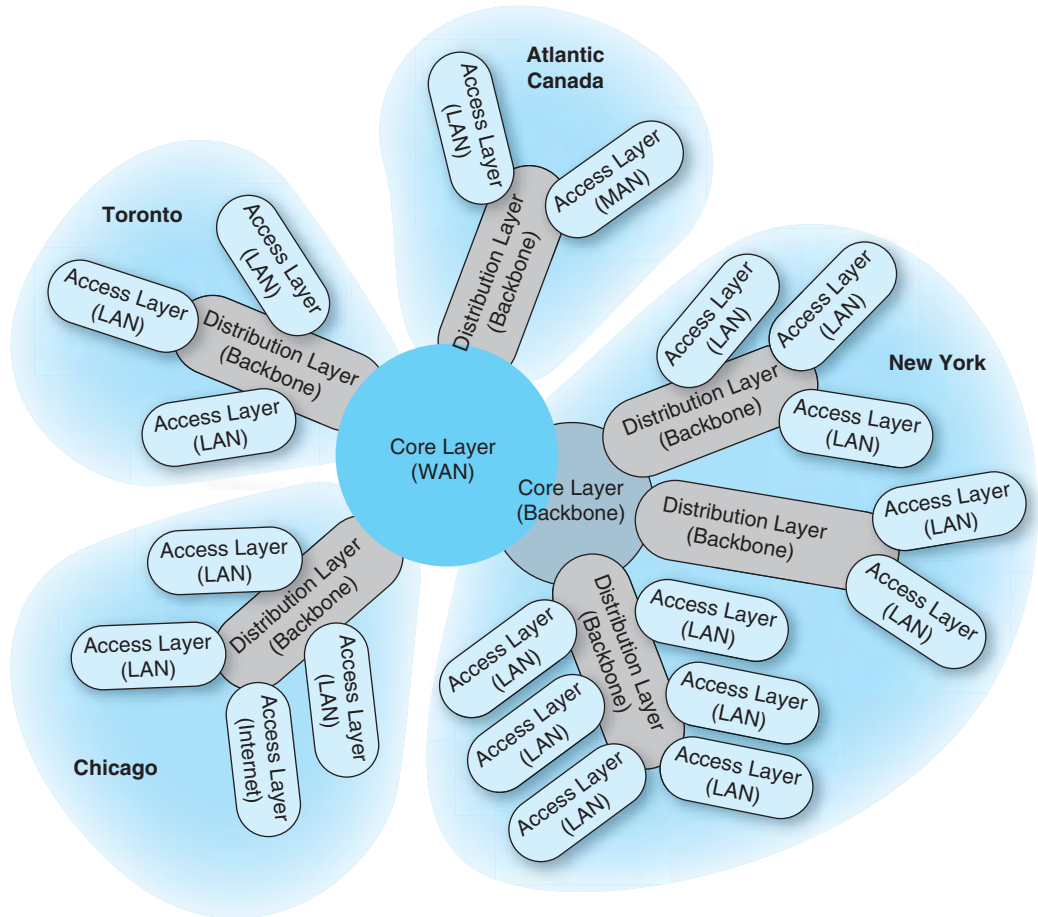 Atlantic
Canada
Access Layer
(LAN)
Access Layer
(MAN)
Distribution Layer
(Backbone)
Toronto
Access Layer
(LAN)
Access Layer
(LAN)
Distribution Layer
(Backbone)
Access Layer
(LAN)
Core Layer
(WAN)
Core Layer
(Backbone)
New York
Access Layer
(LAN)
Access Layer
(LAN)
Distribution Layer
(Backbone)
Access Layer
(LAN)
Distribution Layer
(Backbone)
Access Layer
(LAN)
Access Layer
(LAN)
Distribution Layer
(Backbone)
Access Layer
(LAN)
Access Layer
(LAN)
Access Layer
(LAN)
Access Layer
(LAN)
Access Layer
(LAN)
Access Layer
(LAN)
Access Layer
(LAN)
Distribution Layer
(Backbone)
Access Layer
(LAN)
Access Layer
(LAN)
Access Layer
(Internet)
Chicago